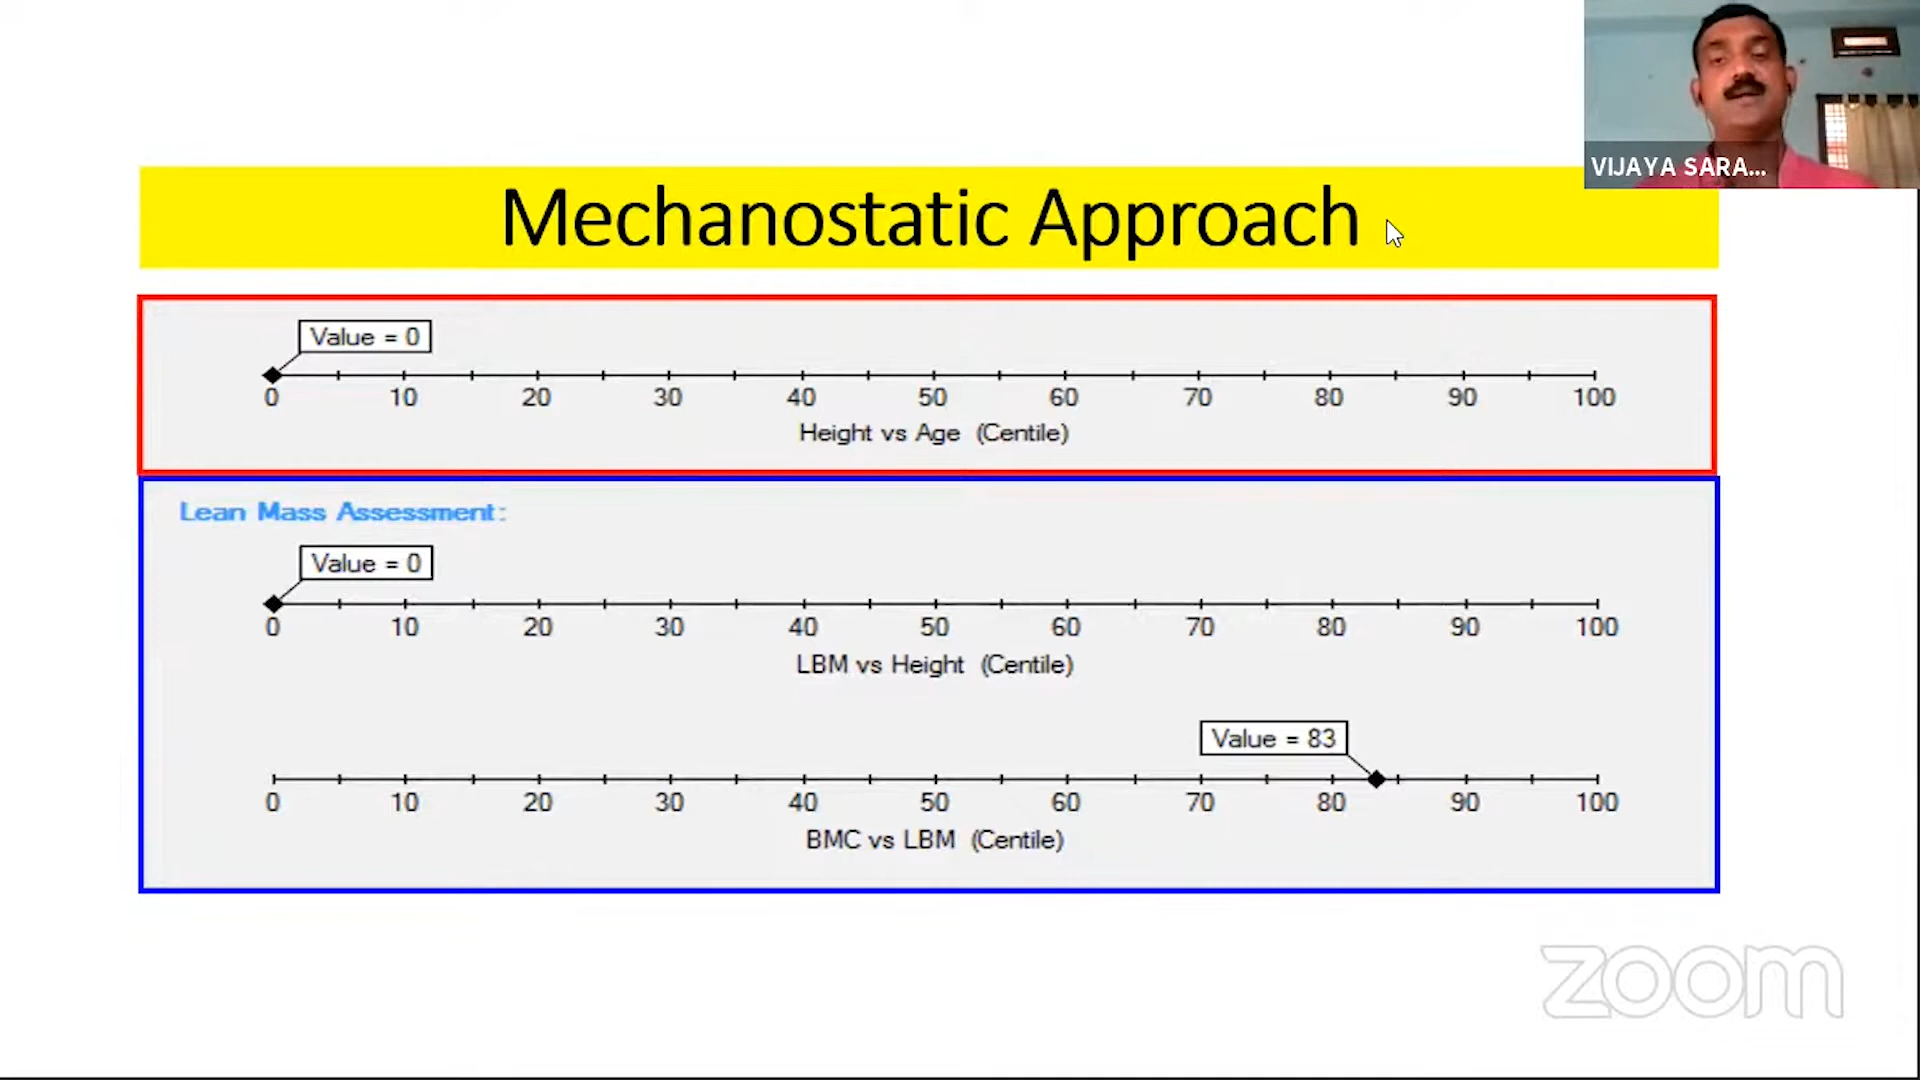 VIJAYA SARA...
Mechanostatic Approach
Value = 0
0 10 20 30 40 50 60 70 80 90 100
Height vs Age (Centile)
Lean Mass Assessment:
Value = 0
0 10 20 30 40 50 60 70 80 90 100
LBM vs Height (Centile)
Value = 83
0 10 20 30 40 50 60 70 80 90 100
BMC vs LBM (Centile)
zoom